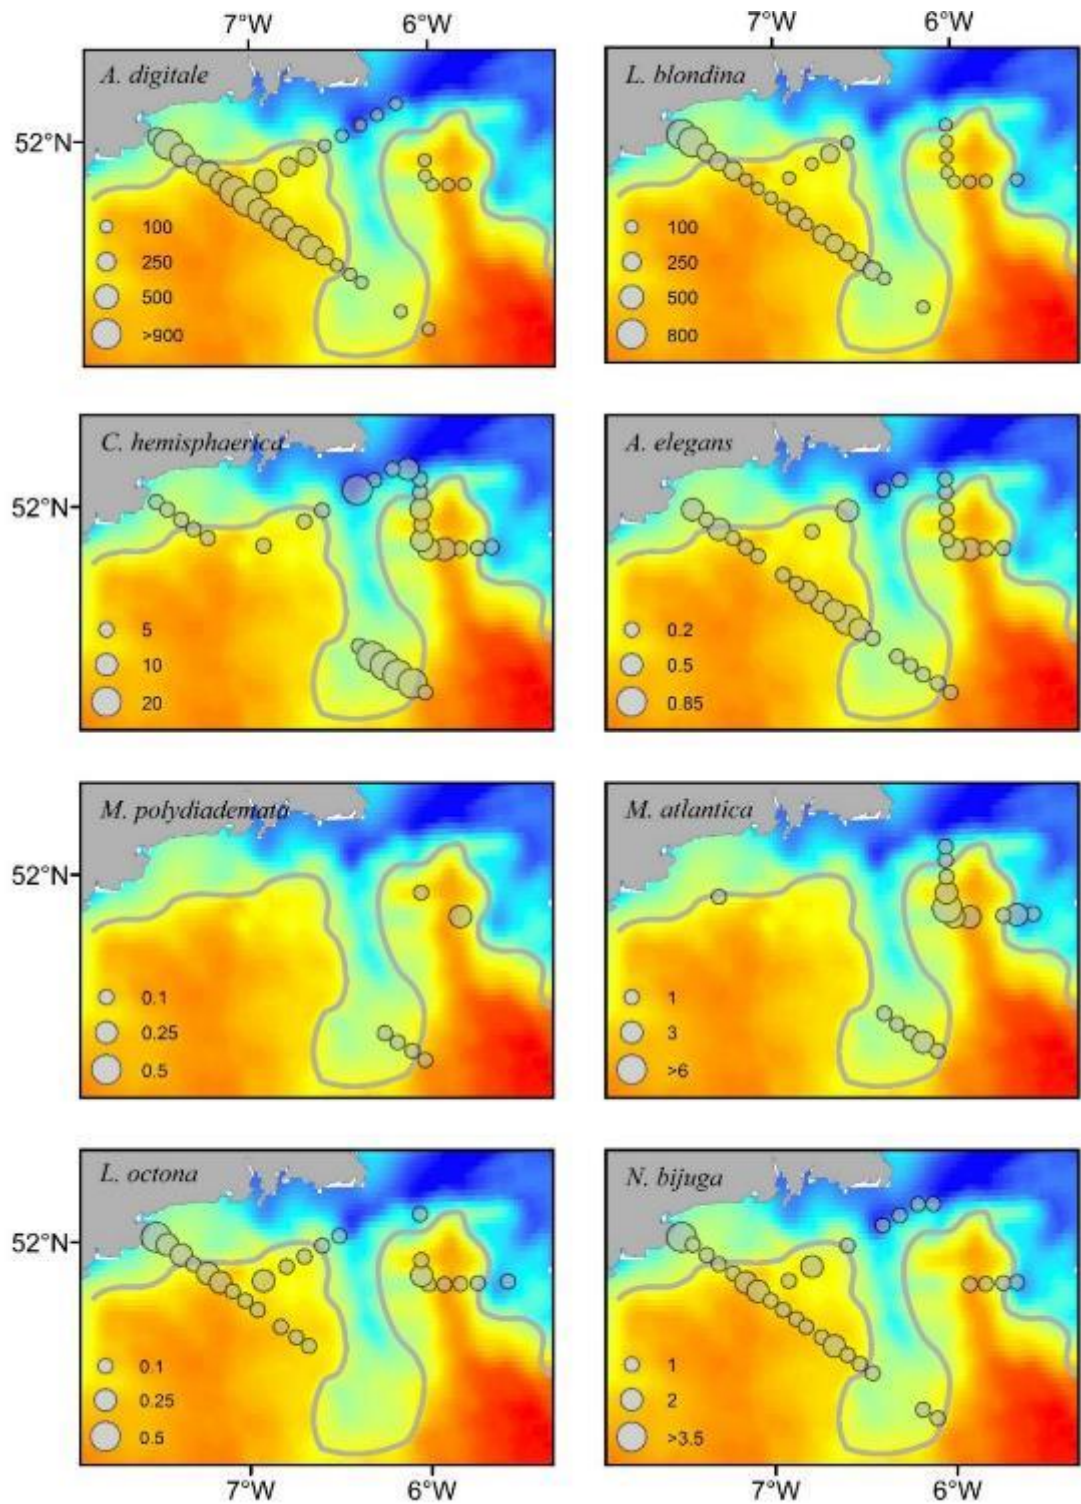 7°W 6°W 7°W 6°W
A. digitale
52°N
100
250
500
>900
L. blondina
100
250
500
800
C. hemisphaerica
52°N
5
10
20
A. elegans
0.2
0.5
0.85
M. polydiademata
52°N
0.1
0.25
0.5
M. atlantica
1
3
>6
L. octona
52°N
0.1
0.25
0.5
N. bijuga
1
2
>3.5
7°W 6°W 7°W 6°W